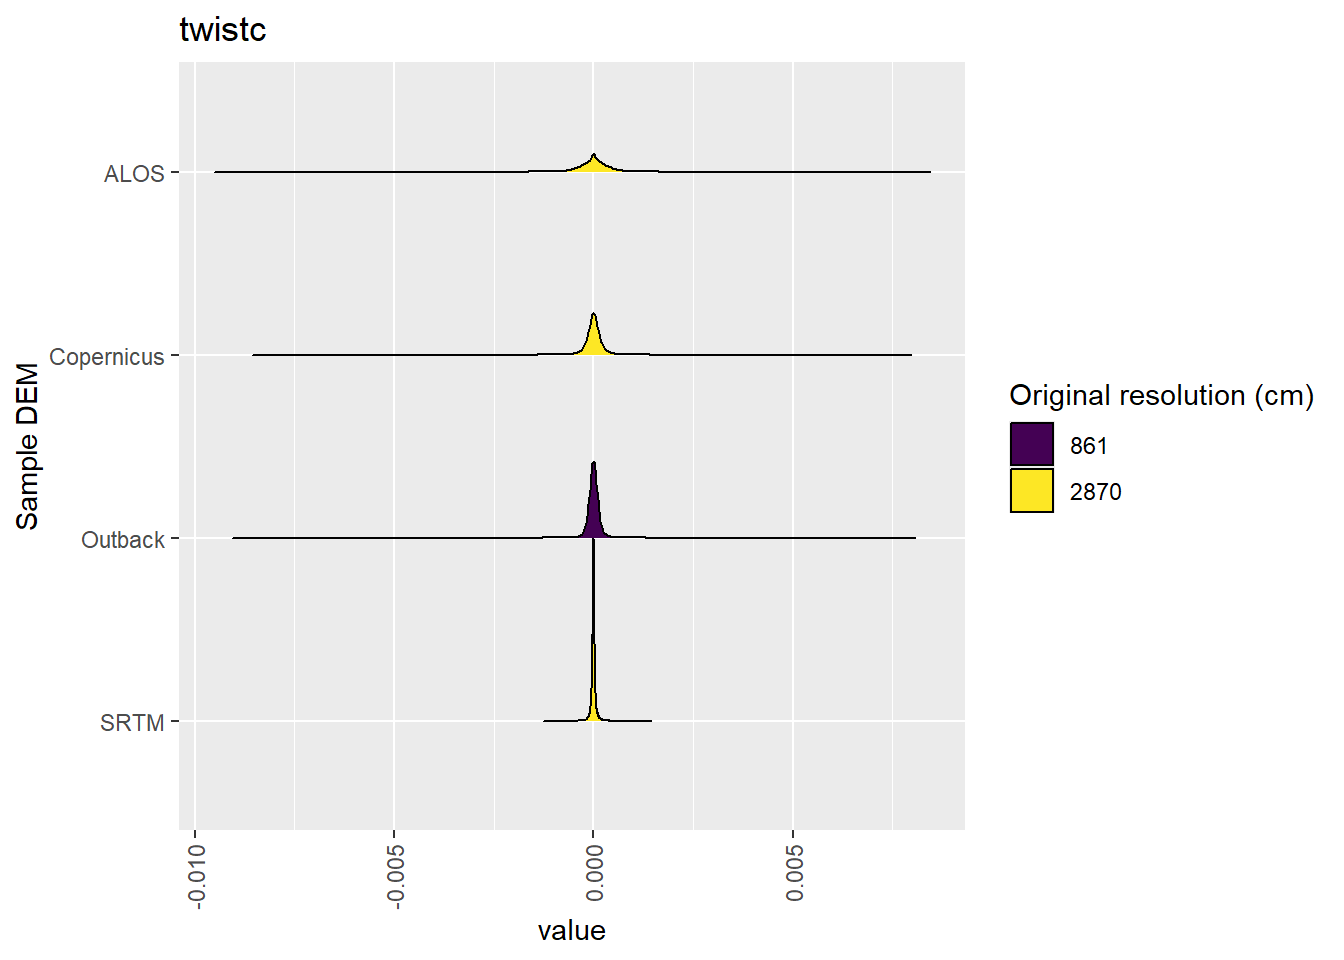 twistc
ALOS
Copernicus
Outback
SRTM
Sample DEM
-0.010
-0.005
0.000
0.005
value
Original resolution (cm)
861
2870